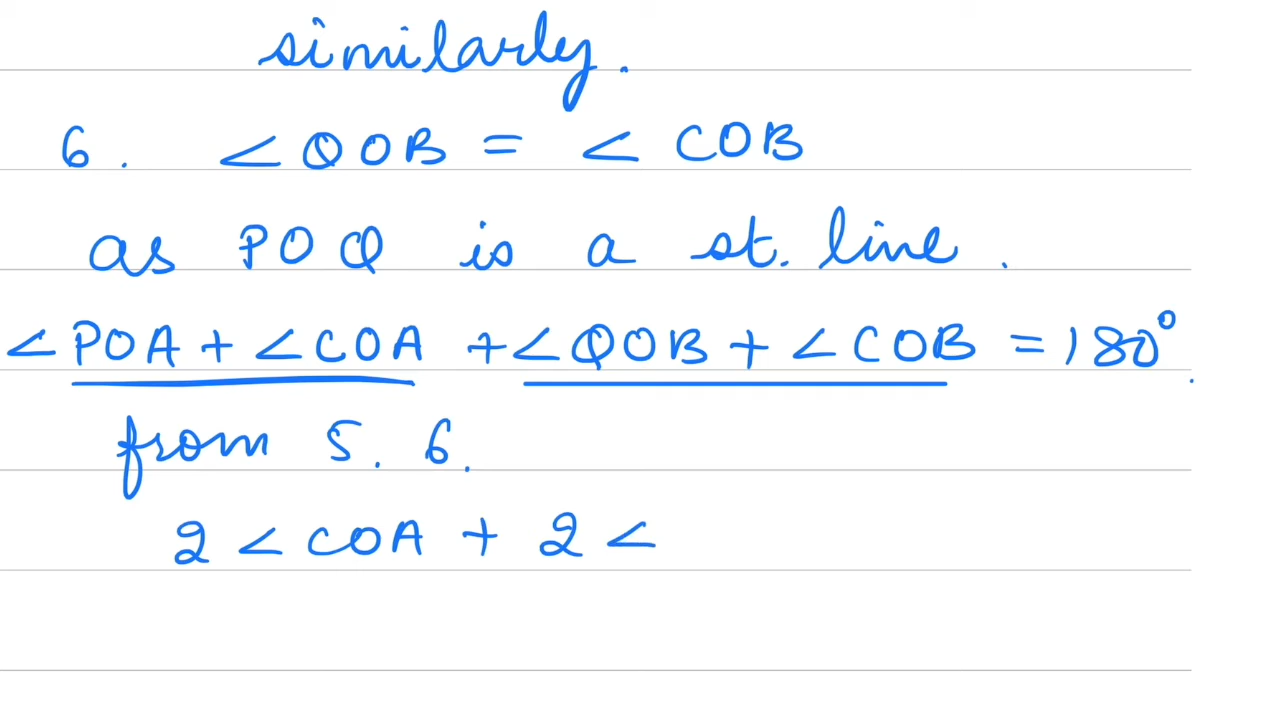 similarly.
6. ∠QOB = ∠COB
as POQ is a st. line.
∠POA + ∠COA + ∠QOB + ∠COB = 180°.
from 5. 6.
2∠COA + 2∠